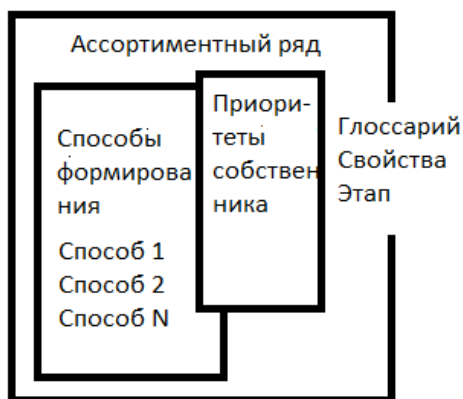 Ассортиментный ряд
Способы
формирова
ния
Способ 1
Способ 2
Способ N
Приори-
теты
собствен
ника
Глоссарий
Свойства
Этап